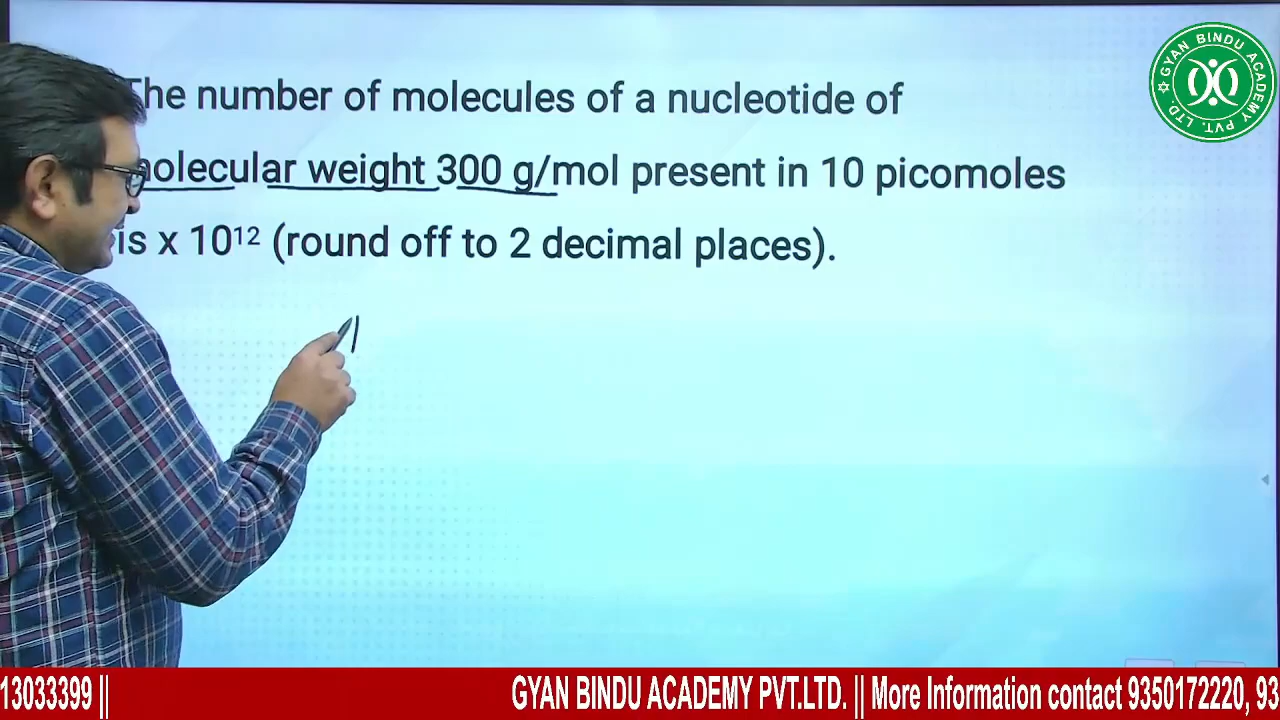 The number of molecules of a nucleotide of
molecular weight 300 g/mol present in 10 picomoles
is x 10¹² (round off to 2 decimal places).
GYAN BINDU ACADEMY PVT. LTD.
13033399 || GYAN BINDU ACADEMY PVT.LTD. || More Information contact 9350172220, 93